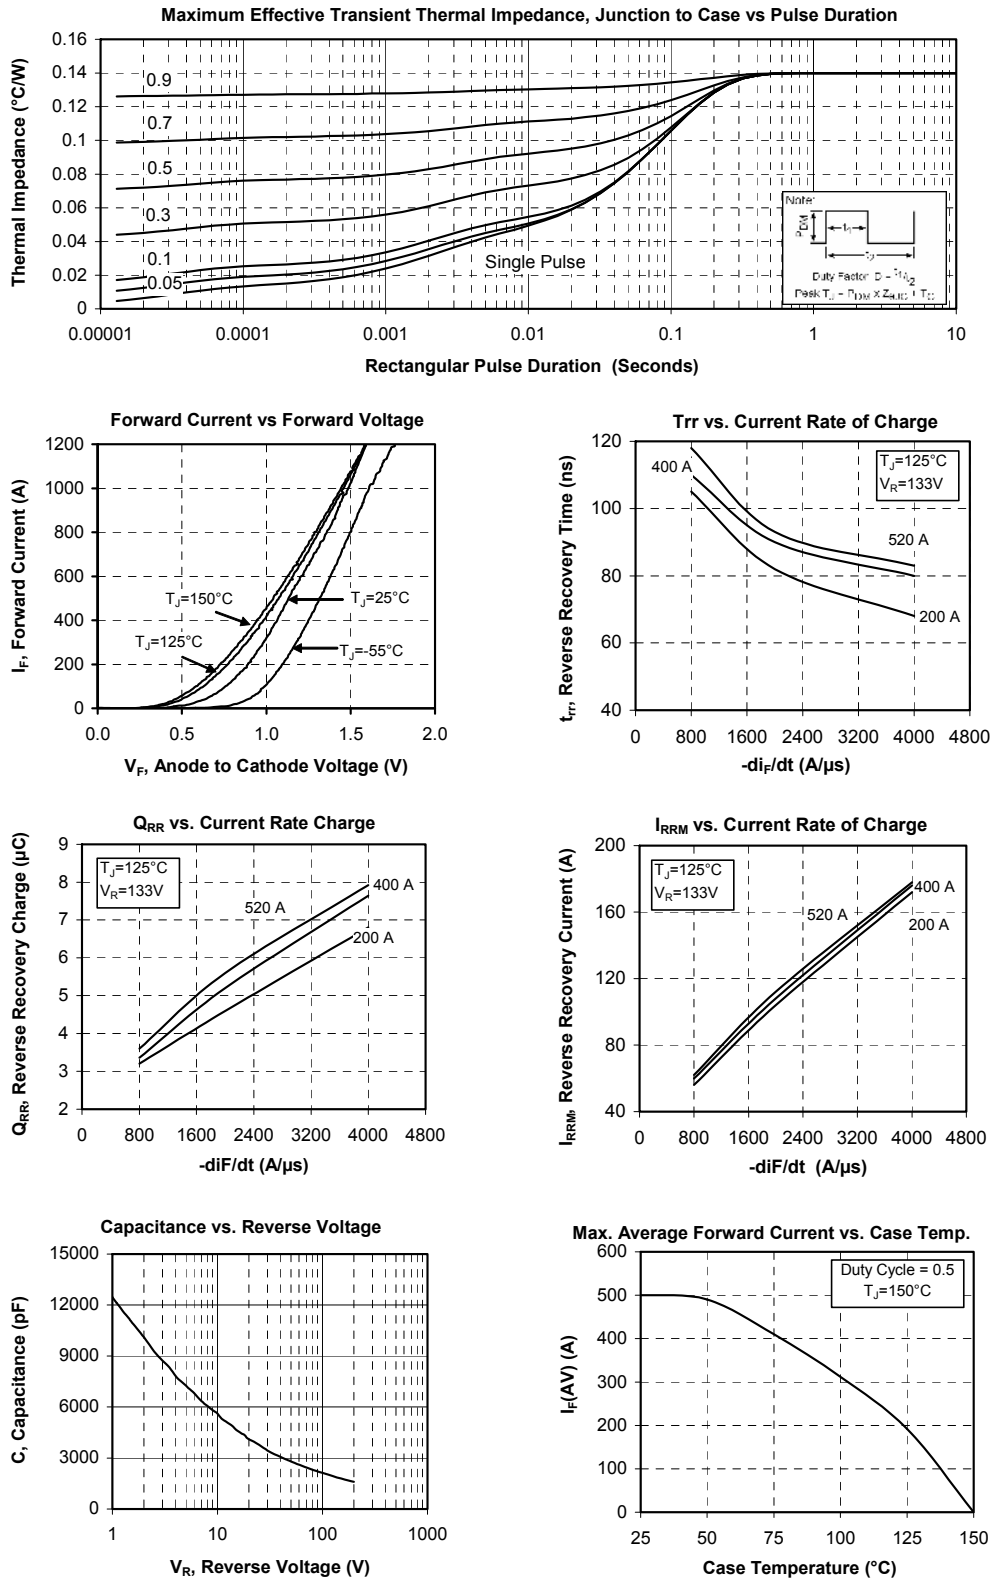 Maximum Effective Transient Thermal Impedance, Junction to Case vs Pulse Duration
Thermal Impedance (°C/W)
0.16
0.14
0.12
0.1
0.08
0.06
0.04
0.02
0
0.9
0.7
0.5
0.3
0.1
0.05
Single Pulse
Note:
PDM
t1
t2
Duty Factor D = t1/t2
Peak TJ = PDM x ZθJC + TC
0.00001 0.0001 0.001 0.01 0.1 1 10
Rectangular Pulse Duration (Seconds)
Forward Current vs Forward Voltage
IF, Forward Current (A)
1200
1000
800
600
400
200
0
TJ=150°C
TJ=125°C
TJ=25°C
TJ=-55°C
0.0 0.5 1.0 1.5 2.0
VF, Anode to Cathode Voltage (V)
Trr vs. Current Rate of Charge
trr, Reverse Recovery Time (ns)
120
100
80
60
40
TJ=125°C
VR=133V
400 A
520 A
200 A
0 800 1600 2400 3200 4000 4800
-diF/dt (A/µs)
QRR vs. Current Rate Charge
QRR, Reverse Recovery Charge (µC)
9
8
7
6
5
4
3
2
TJ=125°C
VR=133V
400 A
520 A
200 A
0 800 1600 2400 3200 4000 4800
-diF/dt (A/µs)
IRRM vs. Current Rate of Charge
IRRM, Reverse Recovery Current (A)
200
160
120
80
40
TJ=125°C
VR=133V
400 A
520 A
200 A
0 800 1600 2400 3200 4000 4800
-diF/dt (A/µs)
Capacitance vs. Reverse Voltage
C, Capacitance (pF)
15000
12000
9000
6000
3000
0
1 10 100 1000
VR, Reverse Voltage (V)
Max. Average Forward Current vs. Case Temp.
IF(AV) (A)
600
500
400
300
200
100
0
Duty Cycle = 0.5
TJ=150°C
25 50 75 100 125 150
Case Temperature (°C)